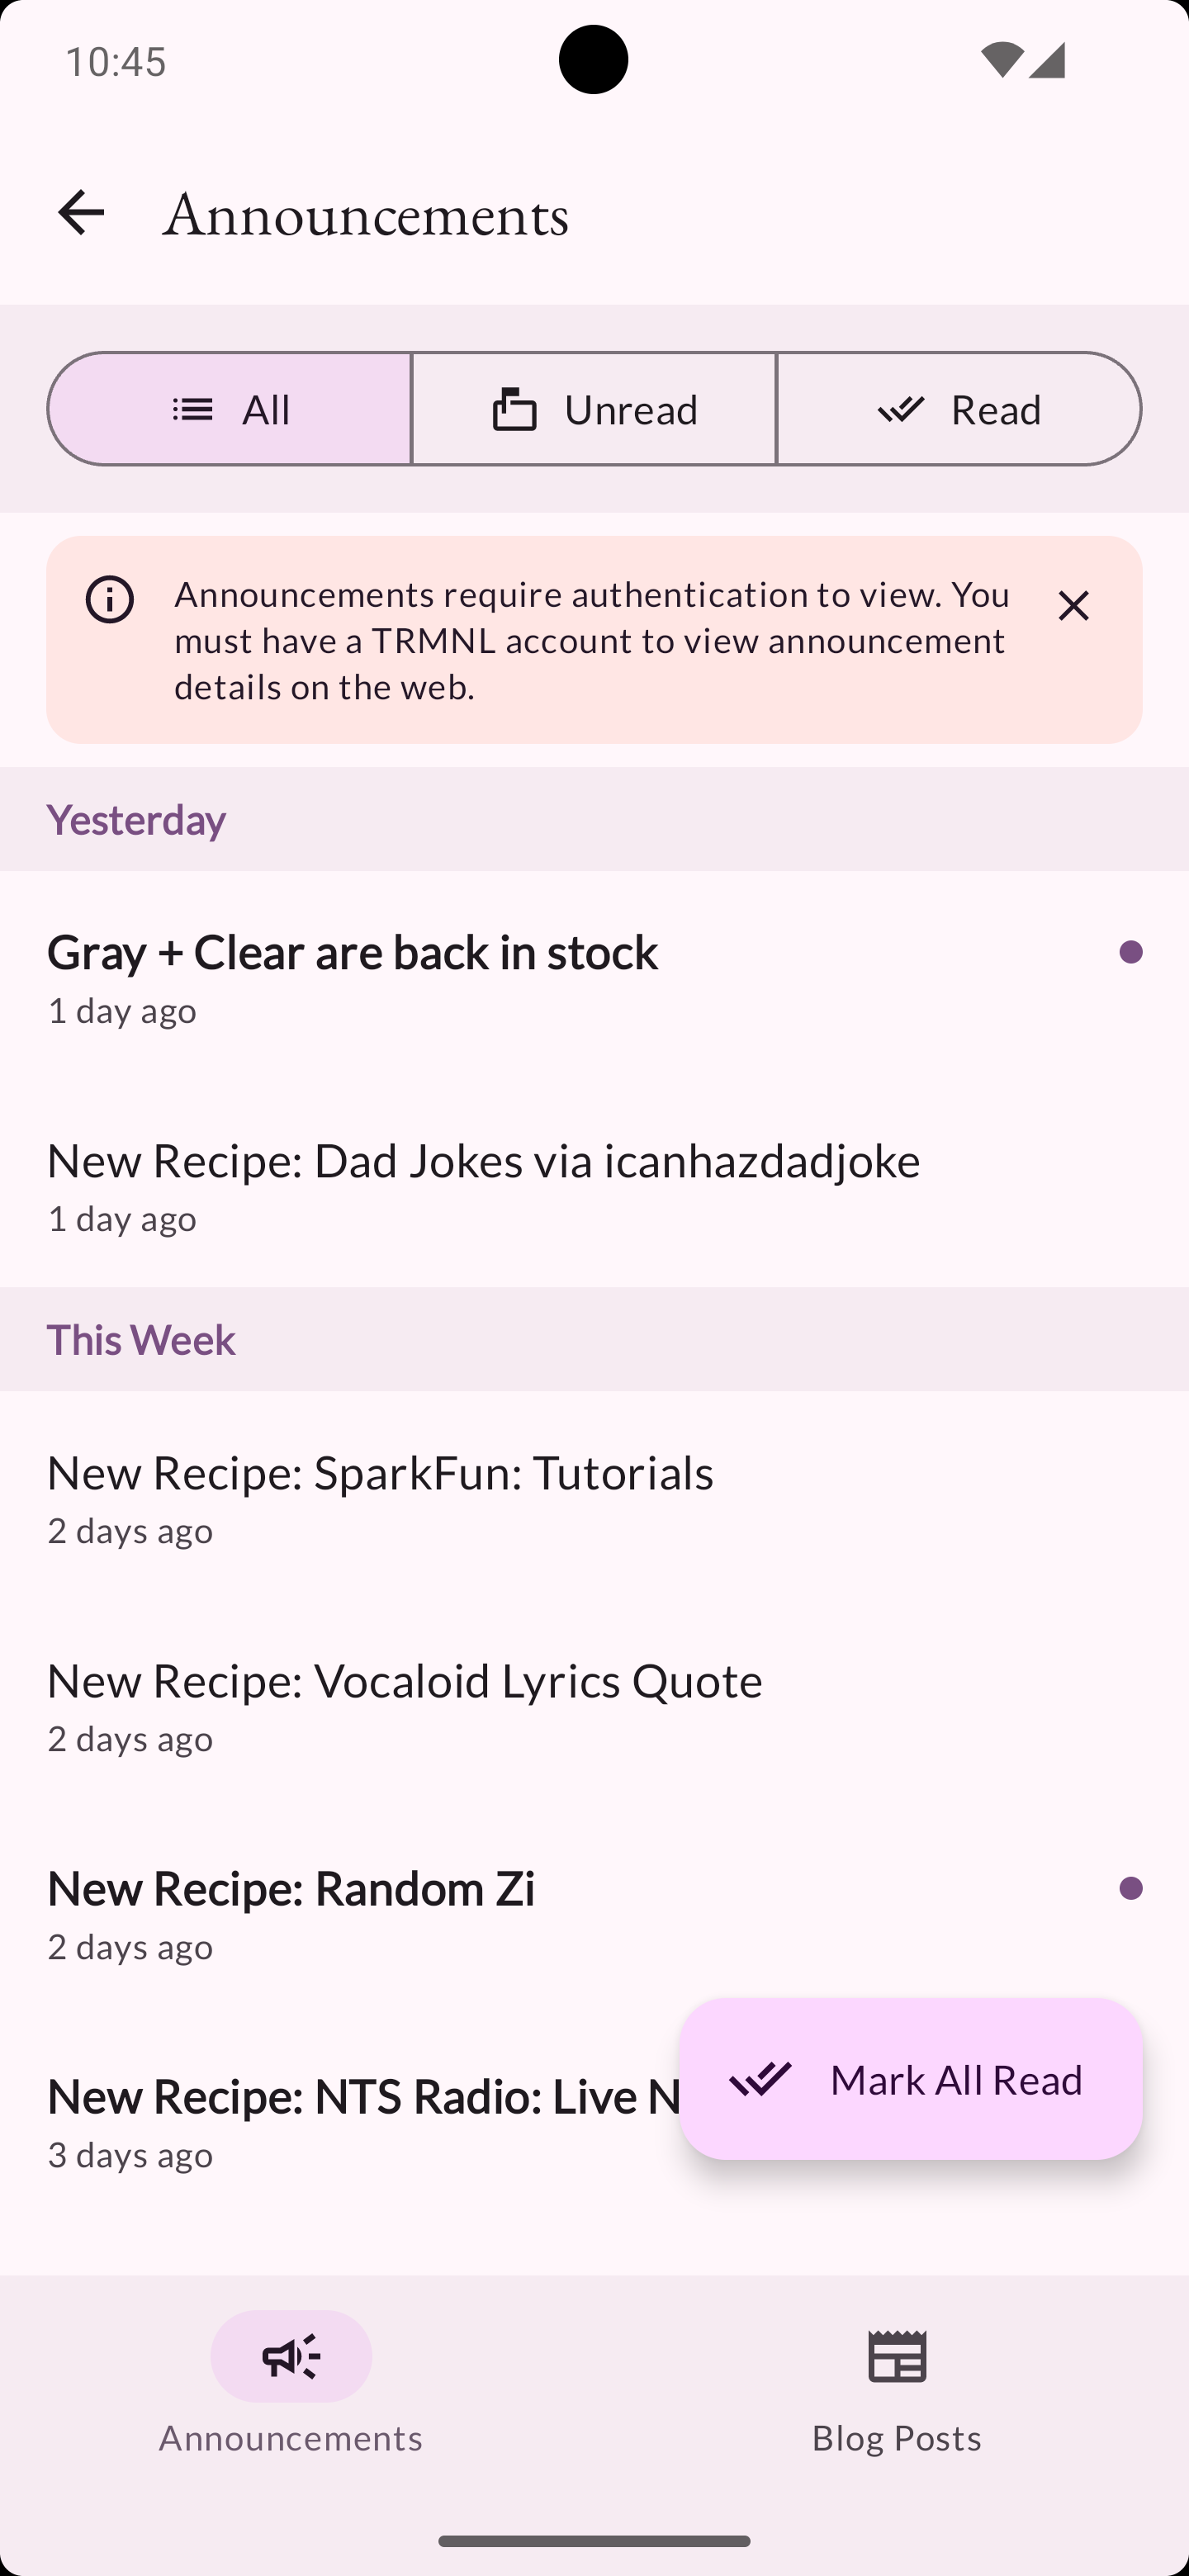 10:45
Announcements
All
Unread
Read
Announcements require authentication to view. You
must have a TRMNL account to view announcement
details on the web.
Yesterday
Gray + Clear are back in stock
1 day ago
New Recipe: Dad Jokes via icanhazdadjoke
1 day ago
This Week
New Recipe: SparkFun: Tutorials
2 days ago
New Recipe: Vocaloid Lyrics Quote
2 days ago
New Recipe: Random Zi
2 days ago
New Recipe: NTS Radio: Live
Mark All Read
3 days ago
Announcements
Blog Posts